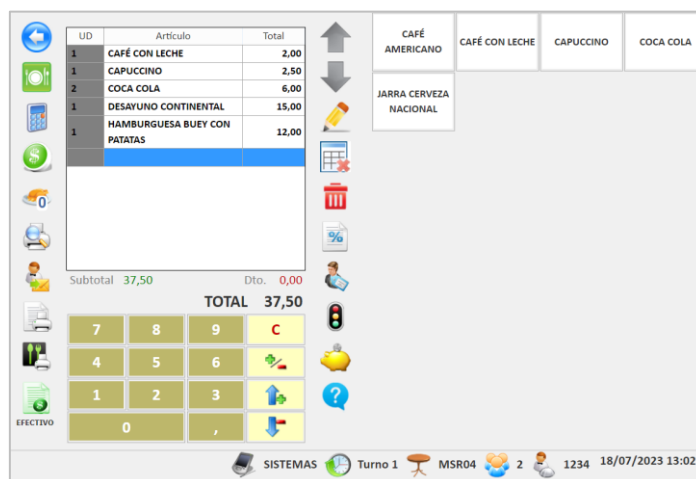 UD Artículo Total
1 CAFÉ CON LECHE 2,00
1 CAPUCCINO 2,50
2 COCA COLA 6,00
1 DESAYUNO CONTINENTAL 15,00
1 HAMBURGUESA BUEY CON PATATAS 12,00
Subtotal 37,50 Dto. 0,00
TOTAL 37,50
7 8 9 C
4 5 6
1 2 3
0 ,
$
0
%
?
EFECTIVO
CAFÉ AMERICANO
CAFÉ CON LECHE
CAPUCCINO
COCA COLA
JARRA CERVEZA NACIONAL
SISTEMAS Turno 1 MSR04 2 1234 18/07/2023 13:02